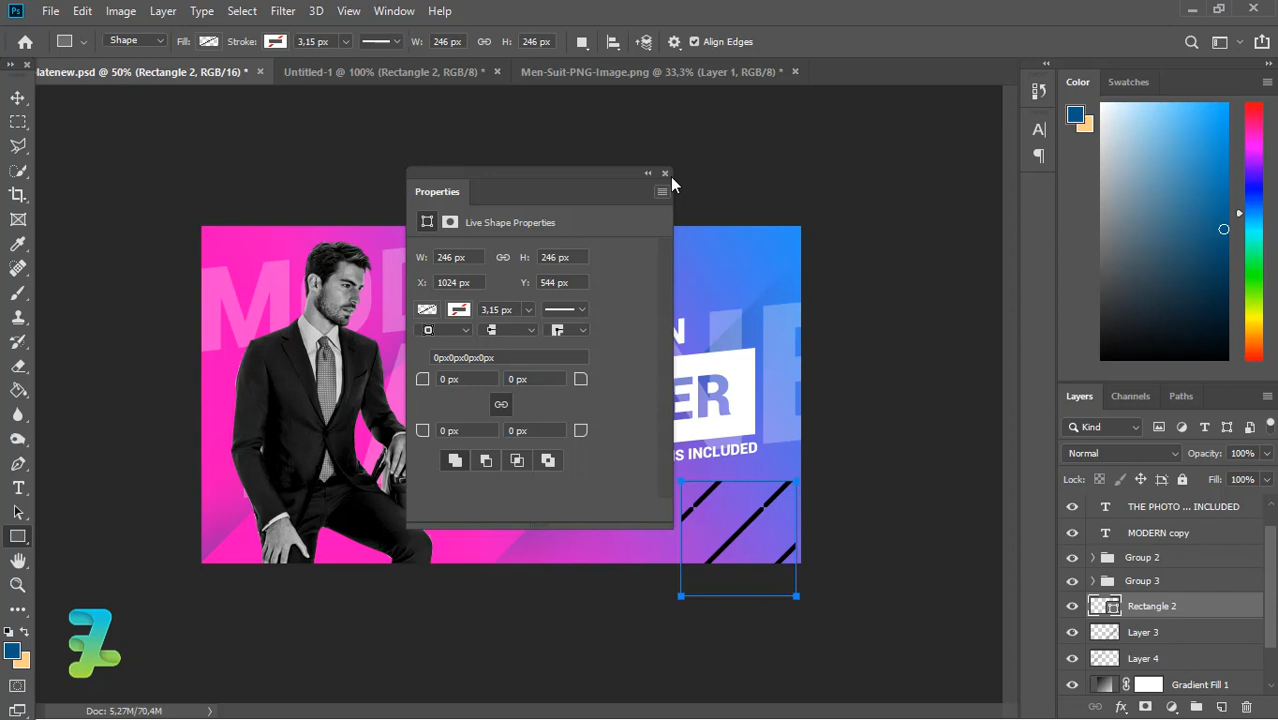 Ps File Edit Image Layer Type Select Filter 3D View Window Help
Shape Fill: Stroke: 3,15 px W: 246 px H: 246 px Align Edges
latenew.psd @ 50% (Rectangle 2, RGB/16) * Untitled-1 @ 100% (Rectangle 2, RGB/8) * Men-Suit-PNG-Image.png @ 33,3% (Layer 1, RGB/8) *
Color Swatches
Properties
Live Shape Properties
W: 246 px H: 246 px
X: 1024 px Y: 544 px
3,15 px
0px0px0px0px
0 px 0 px
0 px 0 px
MOD
N
ER
IS INCLUDED
Layers Channels Paths
Kind
Normal Opacity: 100%
Lock: Fill: 100%
T THE PHOTO ... INCLUDED
T MODERN copy
Group 2
Group 3
Rectangle 2
Layer 3
Layer 4
Gradient Fill 1
Doc: 5,27M/70,4M